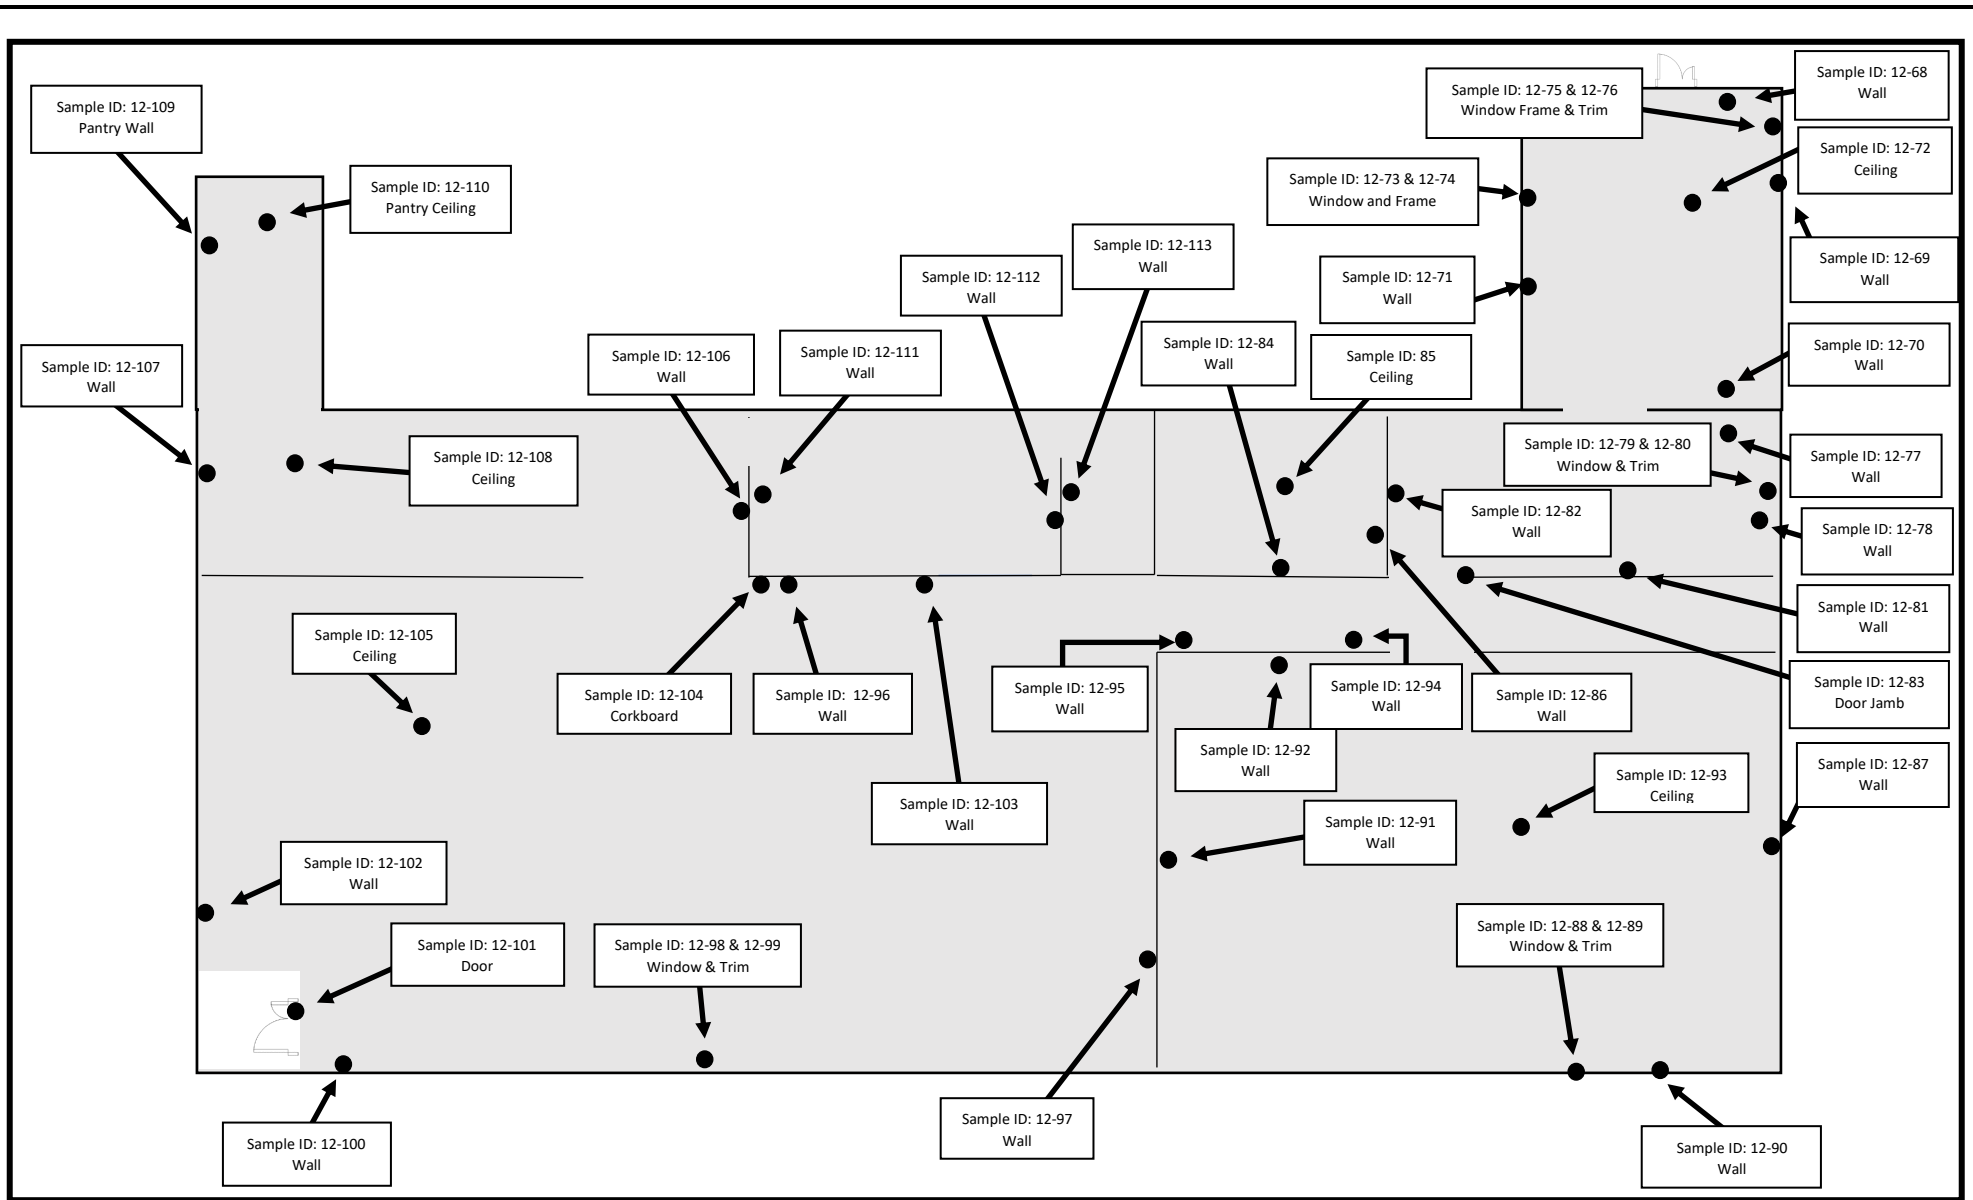 Sample ID: 12-68
Wall
Sample ID: 12-75 & 12-76
Window Frame & Trim
Sample ID: 12-109
Pantry Wall
Sample ID: 12-72
Ceiling
Sample ID: 12-110
Pantry Ceiling
Sample ID: 12-73 & 12-74
Window and Frame
Sample ID: 12-113
Wall
Sample ID: 12-69
Wall
Sample ID: 12-112
Wall
Sample ID: 12-71
Wall
Sample ID: 12-84
Wall
Sample ID: 85
Ceiling
Sample ID: 12-70
Wall
Sample ID: 12-106
Wall
Sample ID: 12-111
Wall
Sample ID: 12-107
Wall
Sample ID: 12-108
Ceiling
Sample ID: 12-79 & 12-80
Window & Trim
Sample ID: 12-77
Wall
Sample ID: 12-82
Wall
Sample ID: 12-78
Wall
Sample ID: 12-81
Wall
Sample ID: 12-105
Ceiling
Sample ID: 12-104
Corkboard
Sample ID:  12-96
Wall
Sample ID: 12-95
Wall
Sample ID: 12-94
Wall
Sample ID: 12-86
Wall
Sample ID: 12-83
Door Jamb
Sample ID: 12-92
Wall
Sample ID: 12-93
Ceiling
Sample ID: 12-87
Wall
Sample ID: 12-103
Wall
Sample ID: 12-91
Wall
Sample ID: 12-102
Wall
Sample ID: 12-101
Door
Sample ID: 12-98 & 12-99
Window & Trim
Sample ID: 12-88 & 12-89
Window & Trim
Sample ID: 12-97
Wall
Sample ID: 12-100
Wall
Sample ID: 12-90
Wall